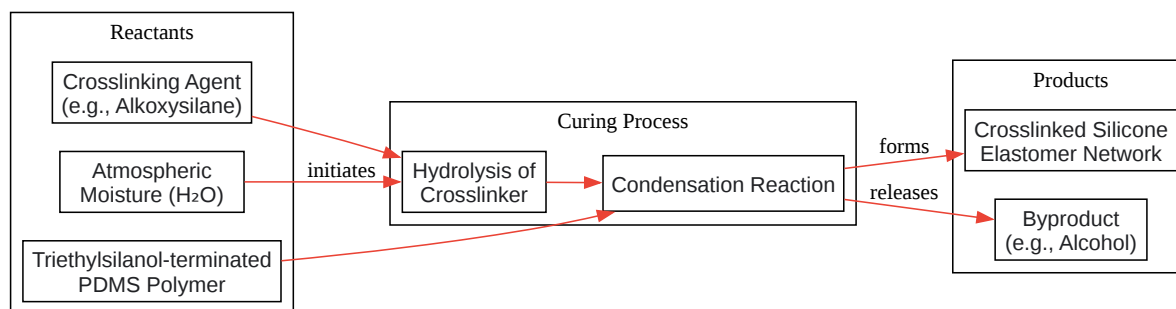 Reactants
Crosslinking Agent
(e.g., Alkoxysilane)
Atmospheric
Moisture (H₂O)
Triethylsilanol-terminated
PDMS Polymer
initiates
Curing Process
Hydrolysis of
Crosslinker
Condensation Reaction
forms
releases
Products
Crosslinked Silicone
Elastomer Network
Byproduct
(e.g., Alcohol)